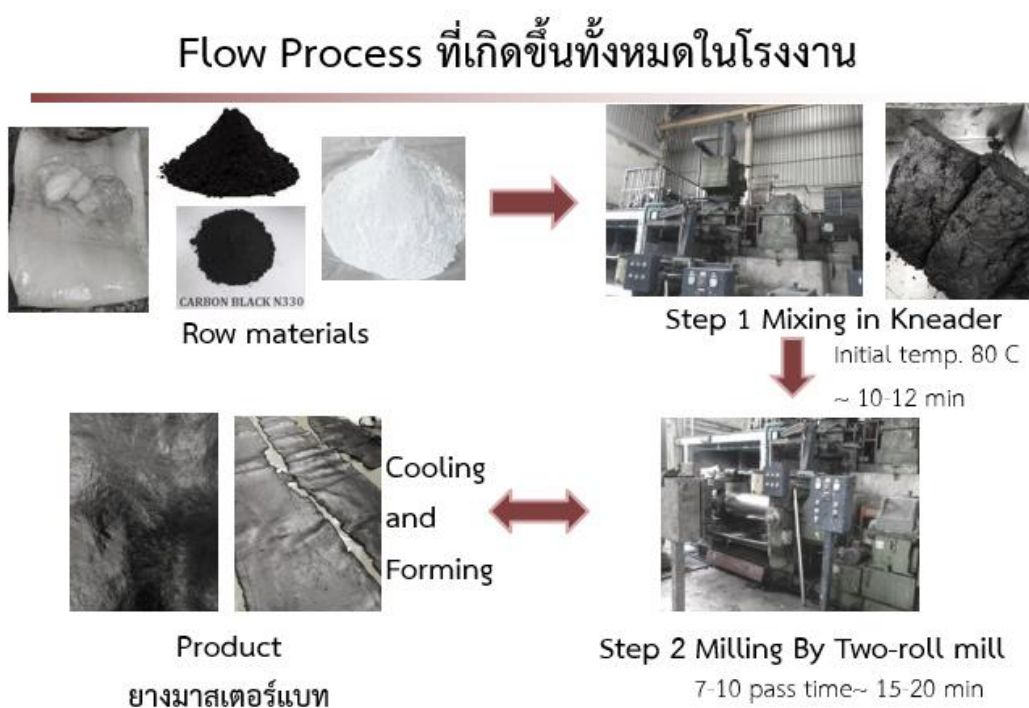 Flow Process ที่เกิดขึ้นทั้งหมดในโรงงาน
CARBON BLACK N330
Row materials
Step 1 Mixing in Kneader
Initial temp. 80 C
~ 10-12 min
Cooling
and
Forming
Product
ยางมาสเตอร์แบท
Step 2 Milling By Two-roll mill
7-10 pass time~ 15-20 min